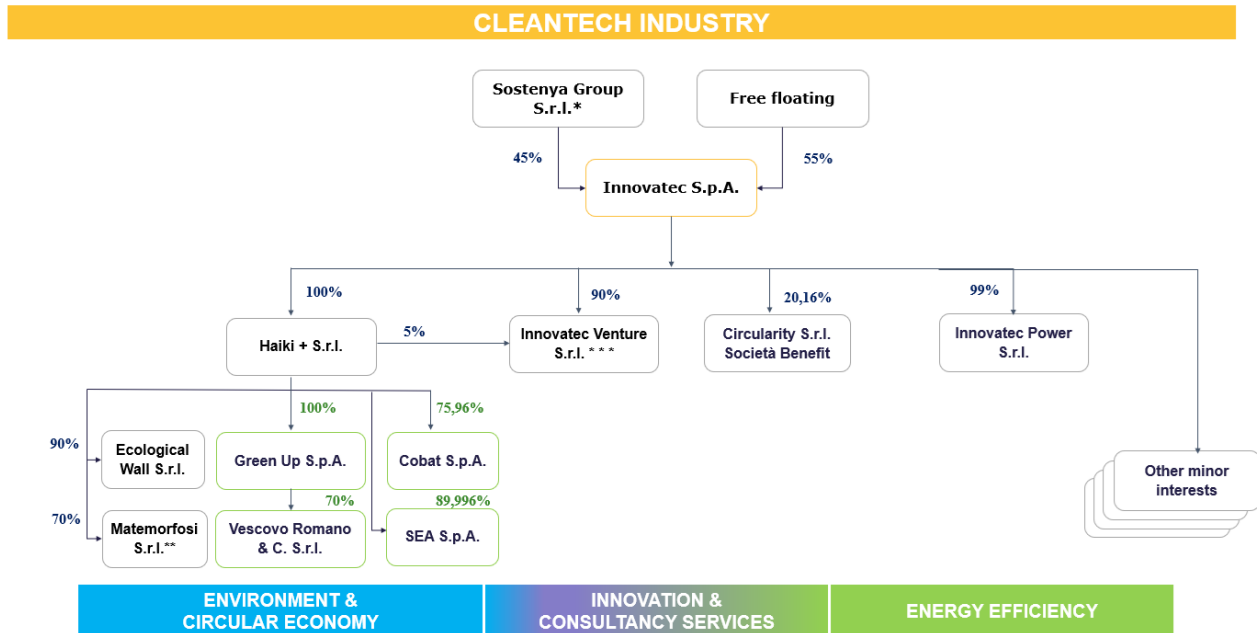 CLEANTECH INDUSTRY
Sostenya Group
S.r.l.*
Free floating
45%
55%
Innovatec S.p.A.
100%
90%
20,16%
99%
Haiki + S.r.l.
5%
Innovatec Venture
S.r.l. * * *
Circularity S.r.l.
Società Benefit
Innovatec Power
S.r.l.
100%
75,96%
90%
Ecological
Wall S.r.l.
Green Up S.p.A.
Cobat S.p.A.
Other minor
interests
70%
89,996%
70%
Matemorfosi
S.r.l.**
Vescovo Romano
& C. S.r.l.
SEA S.p.A.
ENVIRONMENT &
CIRCULAR ECONOMY
INNOVATION &
CONSULTANCY SERVICES
ENERGY EFFICIENCY